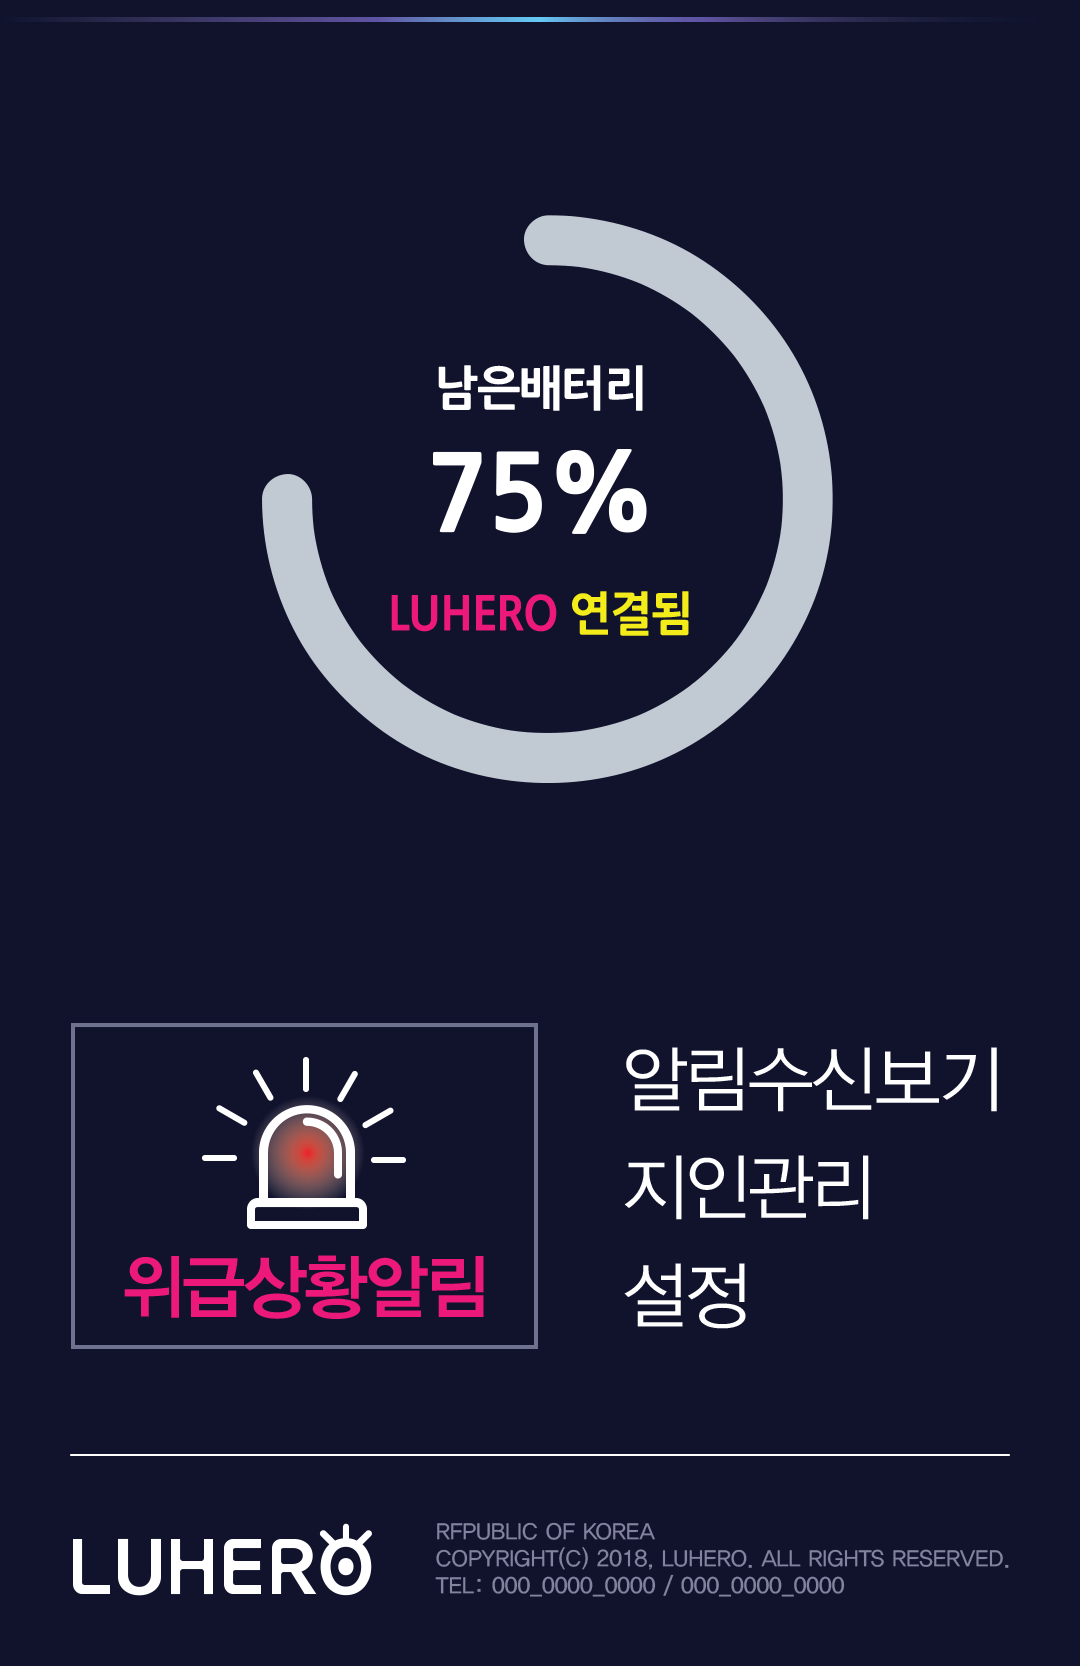 남은배터리
75%
LUHERO 연결됨
위급상황알림
알림수신보기
지인관리
설정
LUHERO
RFPUBLIC OF KOREA
COPYRIGHT(C) 2018, LUHERO. ALL RIGHTS RESERVED.
TEL: 000_0000_0000 / 000_0000_0000